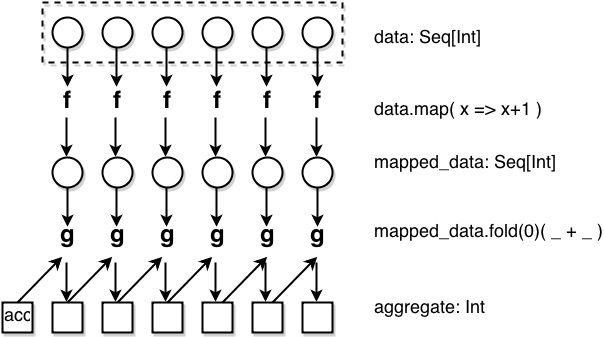 data: Seq[Int]
f f f f f f
data.map( x => x+1 )
mapped_data: Seq[Int]
g g g g g g
mapped_data.fold(0)( _ + _ )
acc
aggregate: Int